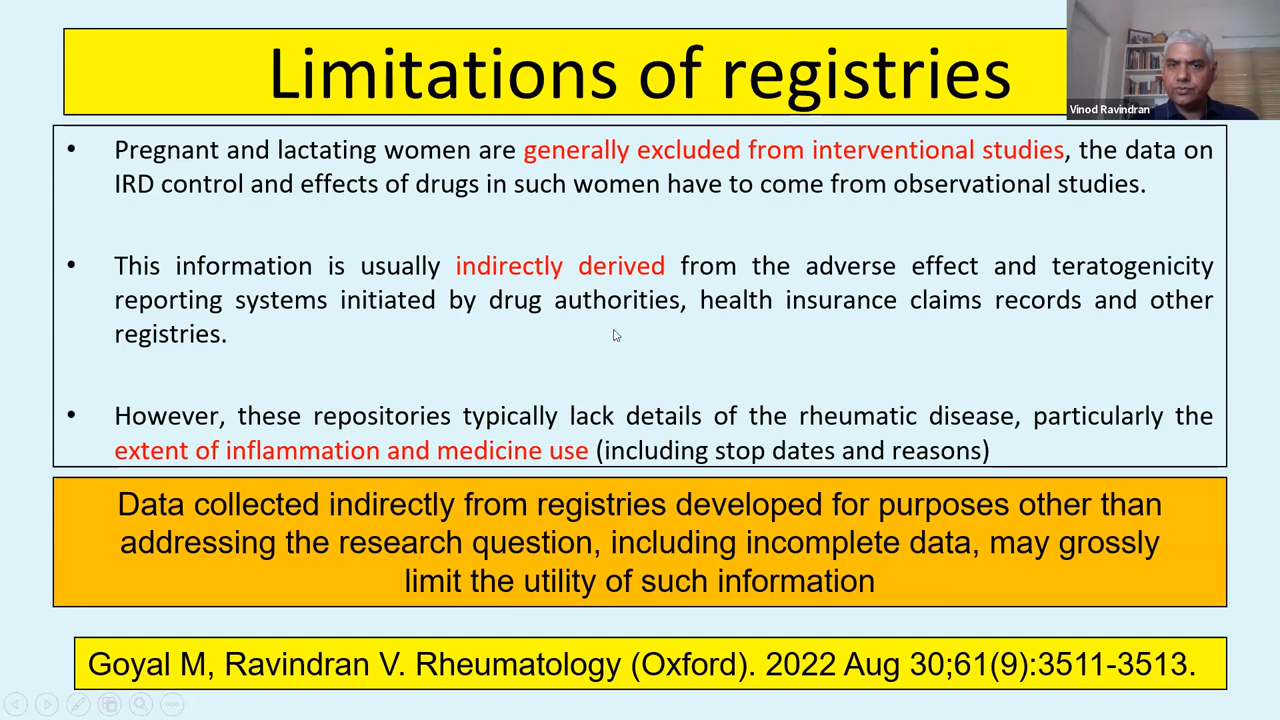 Limitations of registries
Vinod Ravindran
• Pregnant and lactating women are generally excluded from interventional studies, the data on
IRD control and effects of drugs in such women have to come from observational studies.
• This information is usually indirectly derived from the adverse effect and teratogenicity
reporting systems initiated by drug authorities, health insurance claims records and other
registries.
• However, these repositories typically lack details of the rheumatic disease, particularly the
extent of inflammation and medicine use (including stop dates and reasons)
Data collected indirectly from registries developed for purposes other than
addressing the research question, including incomplete data, may grossly
limit the utility of such information
Goyal M, Ravindran V. Rheumatology (Oxford). 2022 Aug 30;61(9):3511-3513.